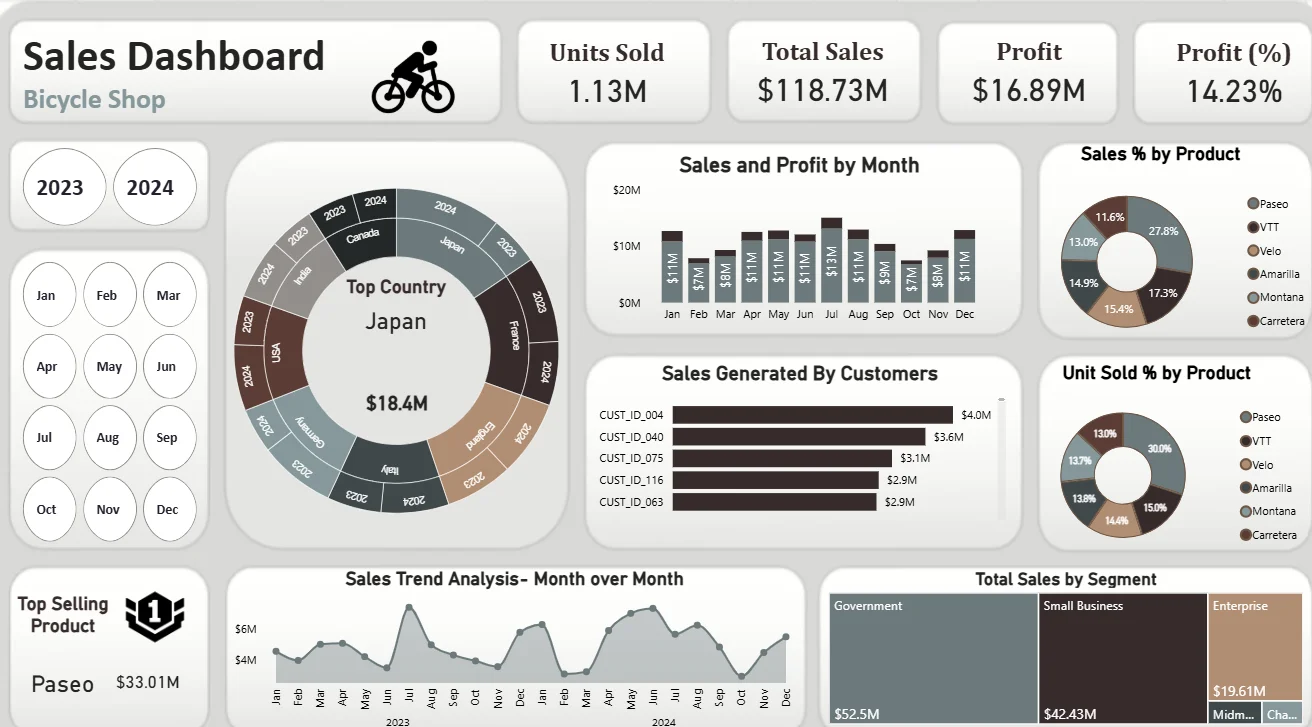 Sales Dashboard
Bicycle Shop
Units Sold
1.13M
Total Sales
$118.73M
Profit
$16.89M
Profit (%)
14.23%
2023
2024
Jan
Feb
Mar
Apr
May
Jun
Jul
Aug
Sep
Oct
Nov
Dec
Top Selling
Product
1
Paseo
$33.01M
Top Country
Japan
$18.4M
Japan
2024
2023
France
2023
2024
England
2024
2023
Italy
2024
2023
Germany
2023
2024
USA
2024
2023
India
2024
2023
Canada
2023
2024
Sales and Profit by Month
$20M
$10M
$0M
$11M
$7M
$8M
$11M
$11M
$11M
$13M
$11M
$9M
$7M
$8M
$11M
Jan
Feb
Mar
Apr
May
Jun
Jul
Aug
Sep
Oct
Nov
Dec
Sales % by Product
27.8%
17.3%
15.4%
14.9%
13.0%
11.6%
Paseo
VTT
Velo
Amarilla
Montana
Carretera
Sales Generated By Customers
CUST_ID_004 $4.0M
CUST_ID_040 $3.6M
CUST_ID_075 $3.1M
CUST_ID_116 $2.9M
CUST_ID_063 $2.9M
Unit Sold % by Product
30.0%
15.0%
14.4%
13.8%
13.7%
13.0%
Paseo
VTT
Velo
Amarilla
Montana
Carretera
Sales Trend Analysis- Month over Month
$6M
$4M
Jan
Feb
Mar
Apr
May
Jun
Jul
Aug
Sep
Oct
Nov
Dec
Jan
Feb
Mar
Apr
May
Jun
Jul
Aug
Sep
Oct
Nov
Dec
2023
2024
Total Sales by Segment
Government
$52.5M
Small Business
$42.43M
Enterprise
$19.61M
Midm...
Cha...